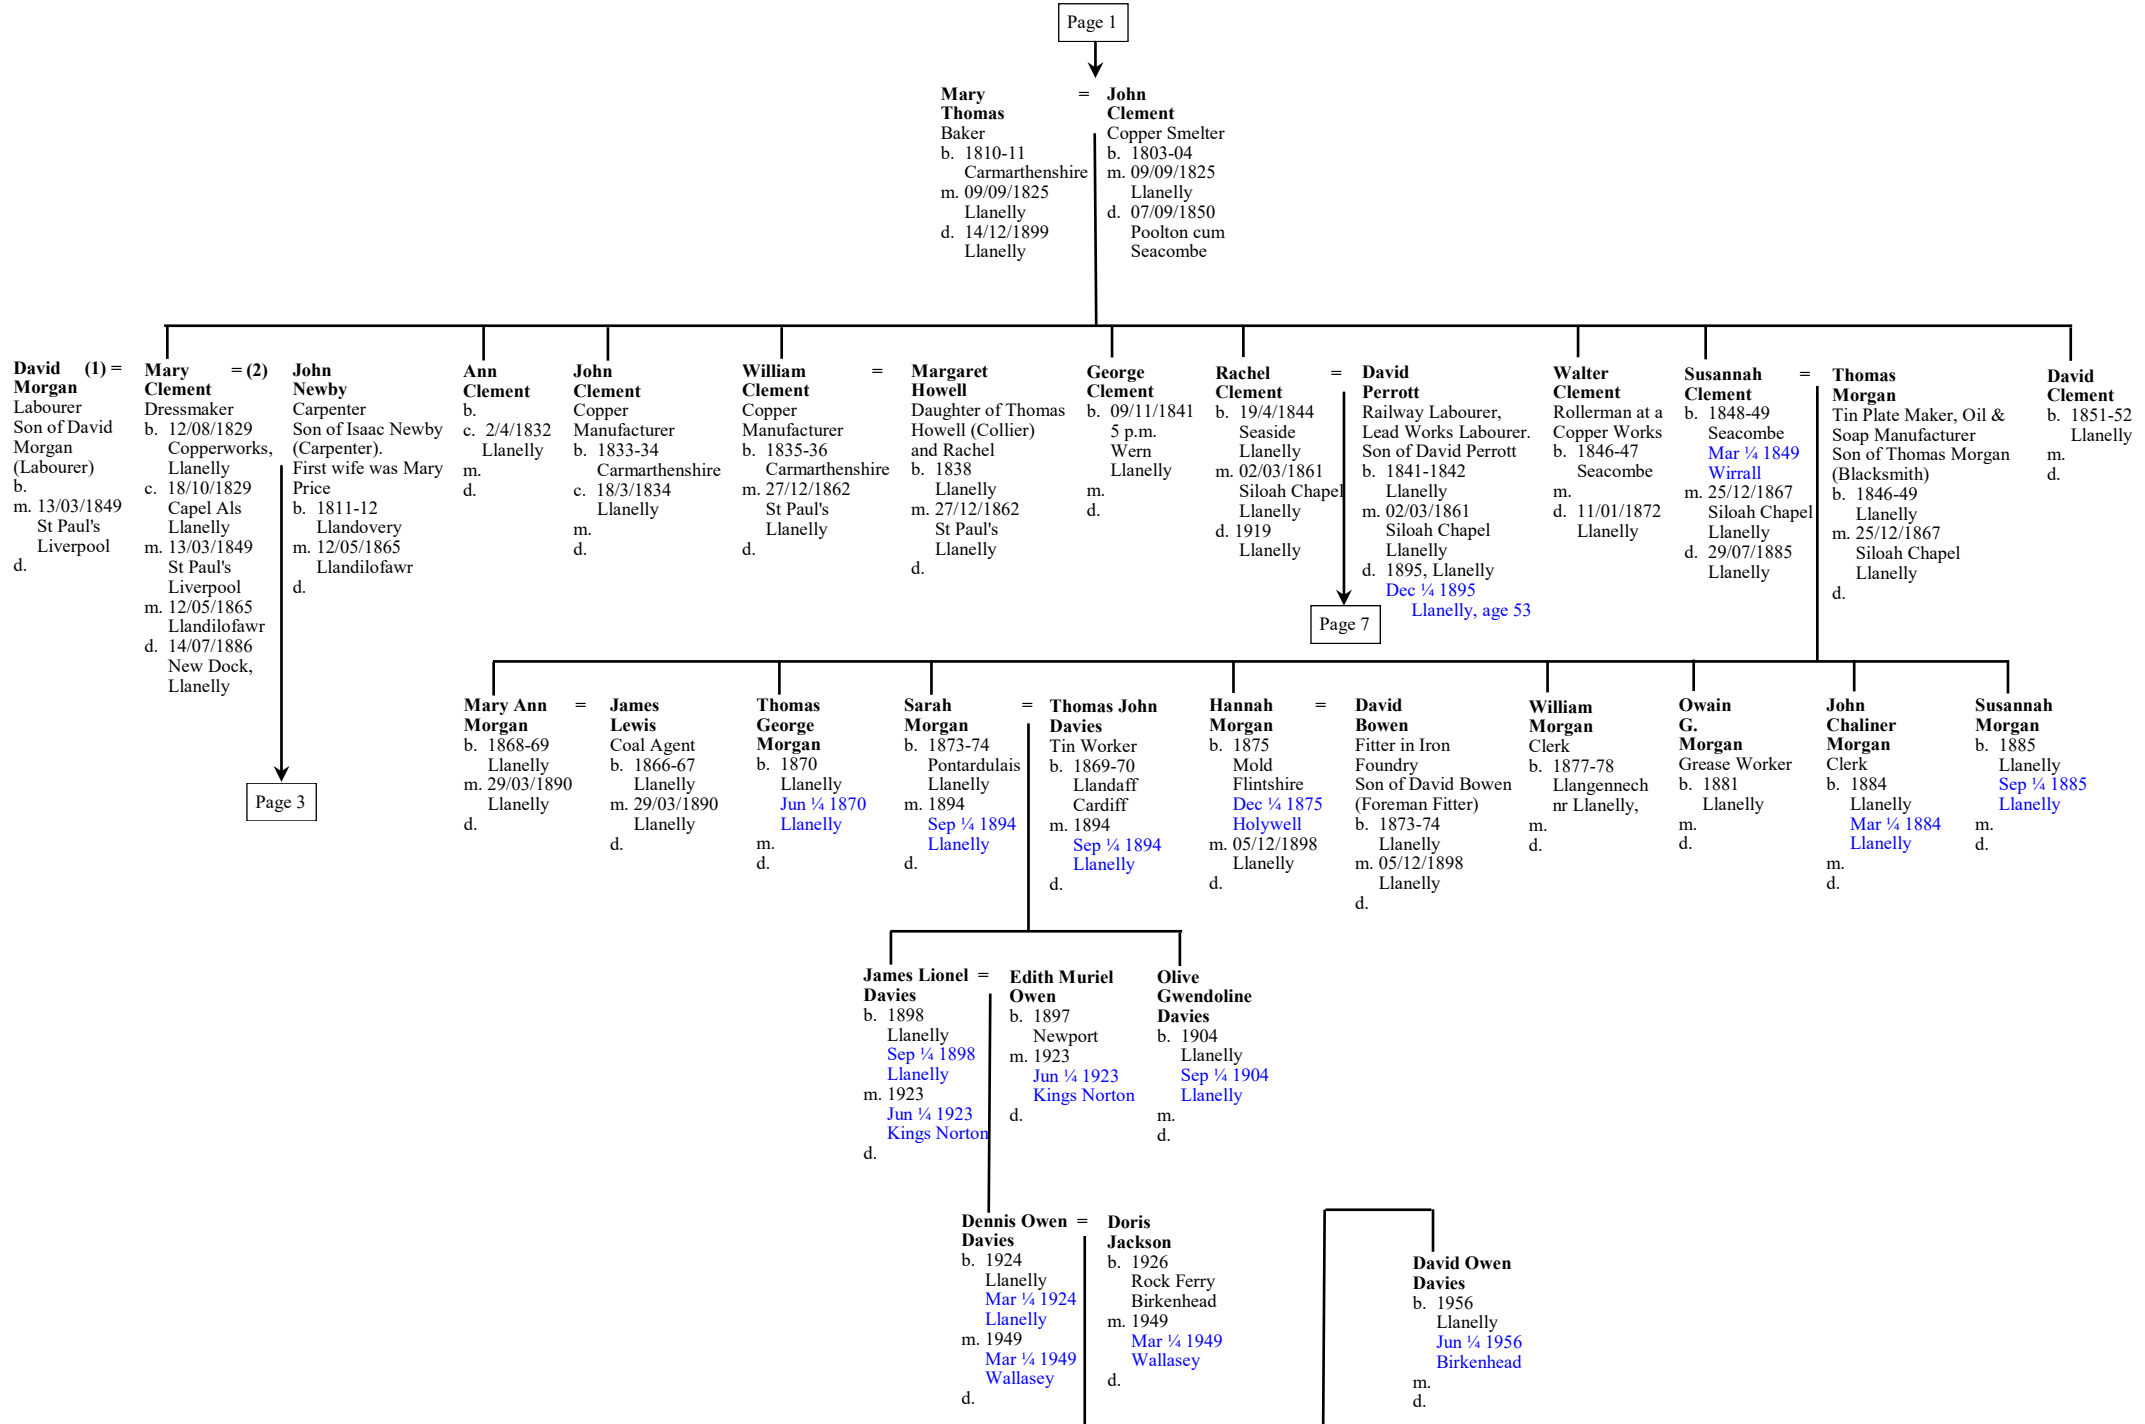 Page 1
Mary =
Thomas
Baker
b. 1810-11
Carmarthenshire
m. 09/09/1825
Llanelly
d. 14/12/1899
Llanelly
John
Clement
Copper Smelter
b. 1803-04
m. 09/09/1825
Llanelly
d. 07/09/1850
Poolton cum
Seacombe
David (1) =
Morgan
Labourer
Son of David
Morgan
(Labourer)
b.
m. 13/03/1849
St Paul's
Liverpool
d.
Mary = (2)
Clement
Dressmaker
b. 12/08/1829
Copperworks,
Llanelly
c. 18/10/1829
Capel Als
Llanelly
m. 13/03/1849
St Paul's
Liverpool
m. 12/05/1865
Llandilofawr
d. 14/07/1886
New Dock,
Llanelly
John
Newby
Carpenter
Son of Isaac Newby
(Carpenter).
First wife was Mary
Price
b. 1811-12
Llandovery
m. 12/05/1865
Llandilofawr
d.
Page 3
Ann
Clement
b.
c. 2/4/1832
Llanelly
m.
d.
John
Clement
Copper
Manufacturer
b. 1833-34
Carmarthenshire
c. 18/3/1834
Llanelly
m.
d.
William =
Clement
Copper
Manufacturer
b. 1835-36
Carmarthenshire
m. 27/12/1862
St Paul's
Llanelly
d.
Margaret
Howell
Daughter of Thomas
Howell (Collier)
and Rachel
b. 1838
Llanelly
m. 27/12/1862
St Paul's
Llanelly
d.
George
Clement
b. 09/11/1841
5 p.m.
Wern
Llanelly
m.
d.
Rachel =
Clement
b. 19/4/1844
Seaside
Llanelly
m. 02/03/1861
Siloah Chapel
Llanelly
d. 1919
Llanelly
David
Perrott
Railway Labourer,
Lead Works Labourer.
Son of David Perrott
b. 1841-1842
Llanelly
m. 02/03/1861
Siloah Chapel
Llanelly
d. 1895, Llanelly
Dec ¼ 1895
Llanelly, age 53
Page 7
Walter
Clement
Rollerman at a
Copper Works
b. 1846-47
Seacombe
m.
d. 11/01/1872
Llanelly
Susannah =
Clement
b. 1848-49
Seacombe
Mar ¼ 1849
Wirrall
m. 25/12/1867
Siloah Chapel
Llanelly
d. 29/07/1885
Llanelly
Thomas
Morgan
Tin Plate Maker, Oil &
Soap Manufacturer
Son of Thomas Morgan
(Blacksmith)
b. 1846-49
Llanelly
m. 25/12/1867
Siloah Chapel
Llanelly
d.
David
Clement
b. 1851-52
Llanelly
m.
d.
Mary Ann =
Morgan
b. 1868-69
Llanelly
m. 29/03/1890
Llanelly
d.
James
Lewis
Coal Agent
b. 1866-67
Llanelly
m. 29/03/1890
Llanelly
d.
Thomas
George
Morgan
b. 1870
Llanelly
Jun ¼ 1870
Llanelly
m.
d.
Sarah =
Morgan
b. 1873-74
Pontardulais
Llanelly
m. 1894
Sep ¼ 1894
Llanelly
d.
Thomas John
Davies
Tin Worker
b. 1869-70
Llandaff
Cardiff
m. 1894
Sep ¼ 1894
Llanelly
d.
Hannah =
Morgan
b. 1875
Mold
Flintshire
Dec ¼ 1875
Holywell
m. 05/12/1898
Llanelly
d.
David
Bowen
Fitter in Iron
Foundry
Son of David Bowen
(Foreman Fitter)
b. 1873-74
Llanelly
m. 05/12/1898
Llanelly
d.
William
Morgan
Clerk
b. 1877-78
Llangennech
nr Llanelly,
m.
d.
Owain
G.
Morgan
Grease Worker
b. 1881
Llanelly
m.
d.
John
Chaliner
Morgan
Clerk
b. 1884
Llanelly
Mar ¼ 1884
Llanelly
m.
d.
Susannah
Morgan
b. 1885
Llanelly
Sep ¼ 1885
Llanelly
m.
d.
James Lionel =
Davies
b. 1898
Llanelly
Sep ¼ 1898
Llanelly
m. 1923
Jun ¼ 1923
Kings Norton
d.
Edith Muriel
Owen
b. 1897
Newport
m. 1923
Jun ¼ 1923
Kings Norton
d.
Olive
Gwendoline
Davies
b. 1904
Llanelly
Sep ¼ 1904
Llanelly
m.
d.
Dennis Owen =
Davies
b. 1924
Llanelly
Mar ¼ 1924
Llanelly
m. 1949
Mar ¼ 1949
Wallasey
d.
Doris
Jackson
b. 1926
Rock Ferry
Birkenhead
m. 1949
Mar ¼ 1949
Wallasey
d.
David Owen
Davies
b. 1956
Llanelly
Jun ¼ 1956
Birkenhead
m.
d.